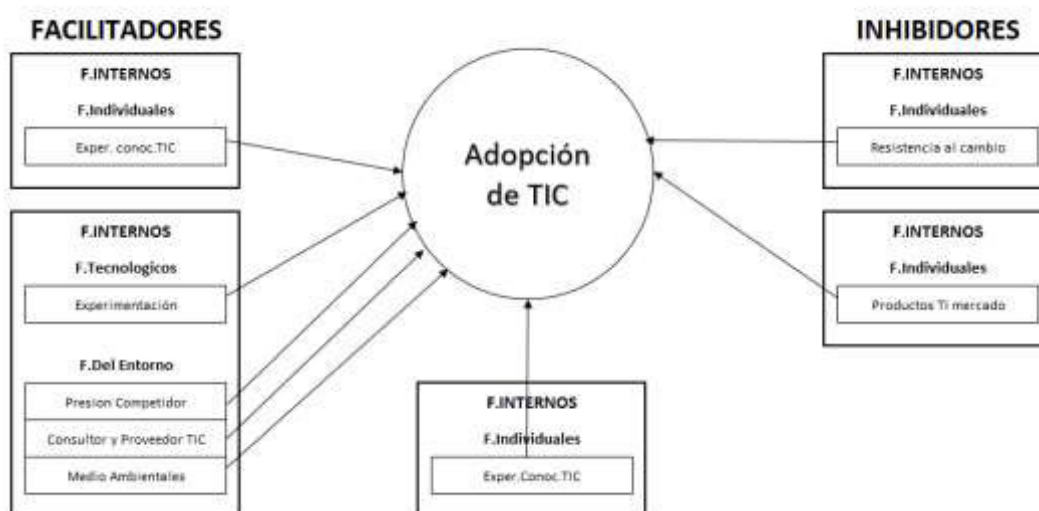 FACILITADORES
F.INTERNOS
F.Individuales
Exper. conoc.TIC
F.INTERNOS
F.Tecnologicos
Experimentación
F.Del Entorno
Presion Competidor
Consultor y Proveedor TIC
Medio Ambientales
Adopción
de TIC
F.INTERNOS
F.Individuales
Exper.Conoc.TIC
INHIBIDORES
F.INTERNOS
F.Individuales
Resistencia al cambio
F.INTERNOS
F.Individuales
Productos TI mercado